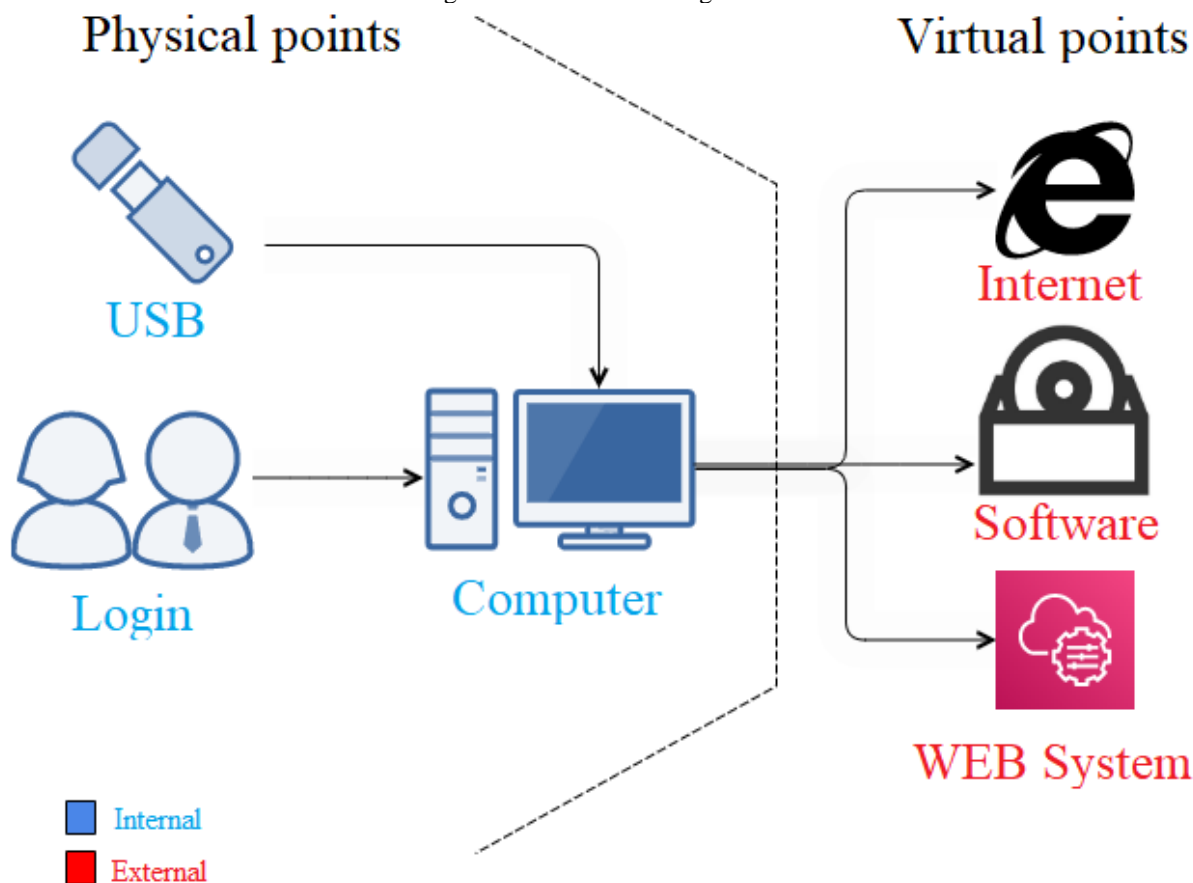 Physical points
Virtual points
USB
Internet
Login
Computer
Software
WEB System
Internal
External